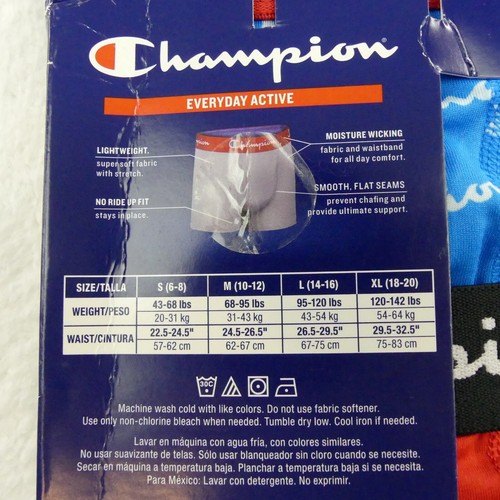 Champion
EVERYDAY ACTIVE
LIGHTWEIGHT.
super soft fabric
with stretch.
NO RIDE UP FIT
stays in place.
MOISTURE WICKING
fabric and waistband
for all day comfort.
SMOOTH, FLAT SEAMS
prevent chafing and
provide ultimate support.
Champion
SIZE/TALLA S (6-8) M (10-12) L (14-16) XL (18-20)
WEIGHT/PESO 43-68 lbs 68-95 lbs 95-120 lbs 120-142 lbs
20-31 kg 31-43 kg 43-54 kg 54-64 kg
WAIST/CINTURA 22.5-24.5" 24.5-26.5" 26.5-29.5" 29.5-32.5"
57-62 cm 62-67 cm 67-75 cm 75-83 cm
30C
Machine wash cold with like colors. Do not use fabric softener.
Use only non-chlorine bleach when needed. Tumble dry low. Cool iron if needed.
Lavar en máquina con agua fría, con colores similares.
No usar suavizante de telas. Sólo usar blanqueador sin cloro cuando se necesite.
Secar en máquina a temperatura baja. Planchar a temperatura baja si se necesita.
Para México: Lavar con detergente. No exprimir.